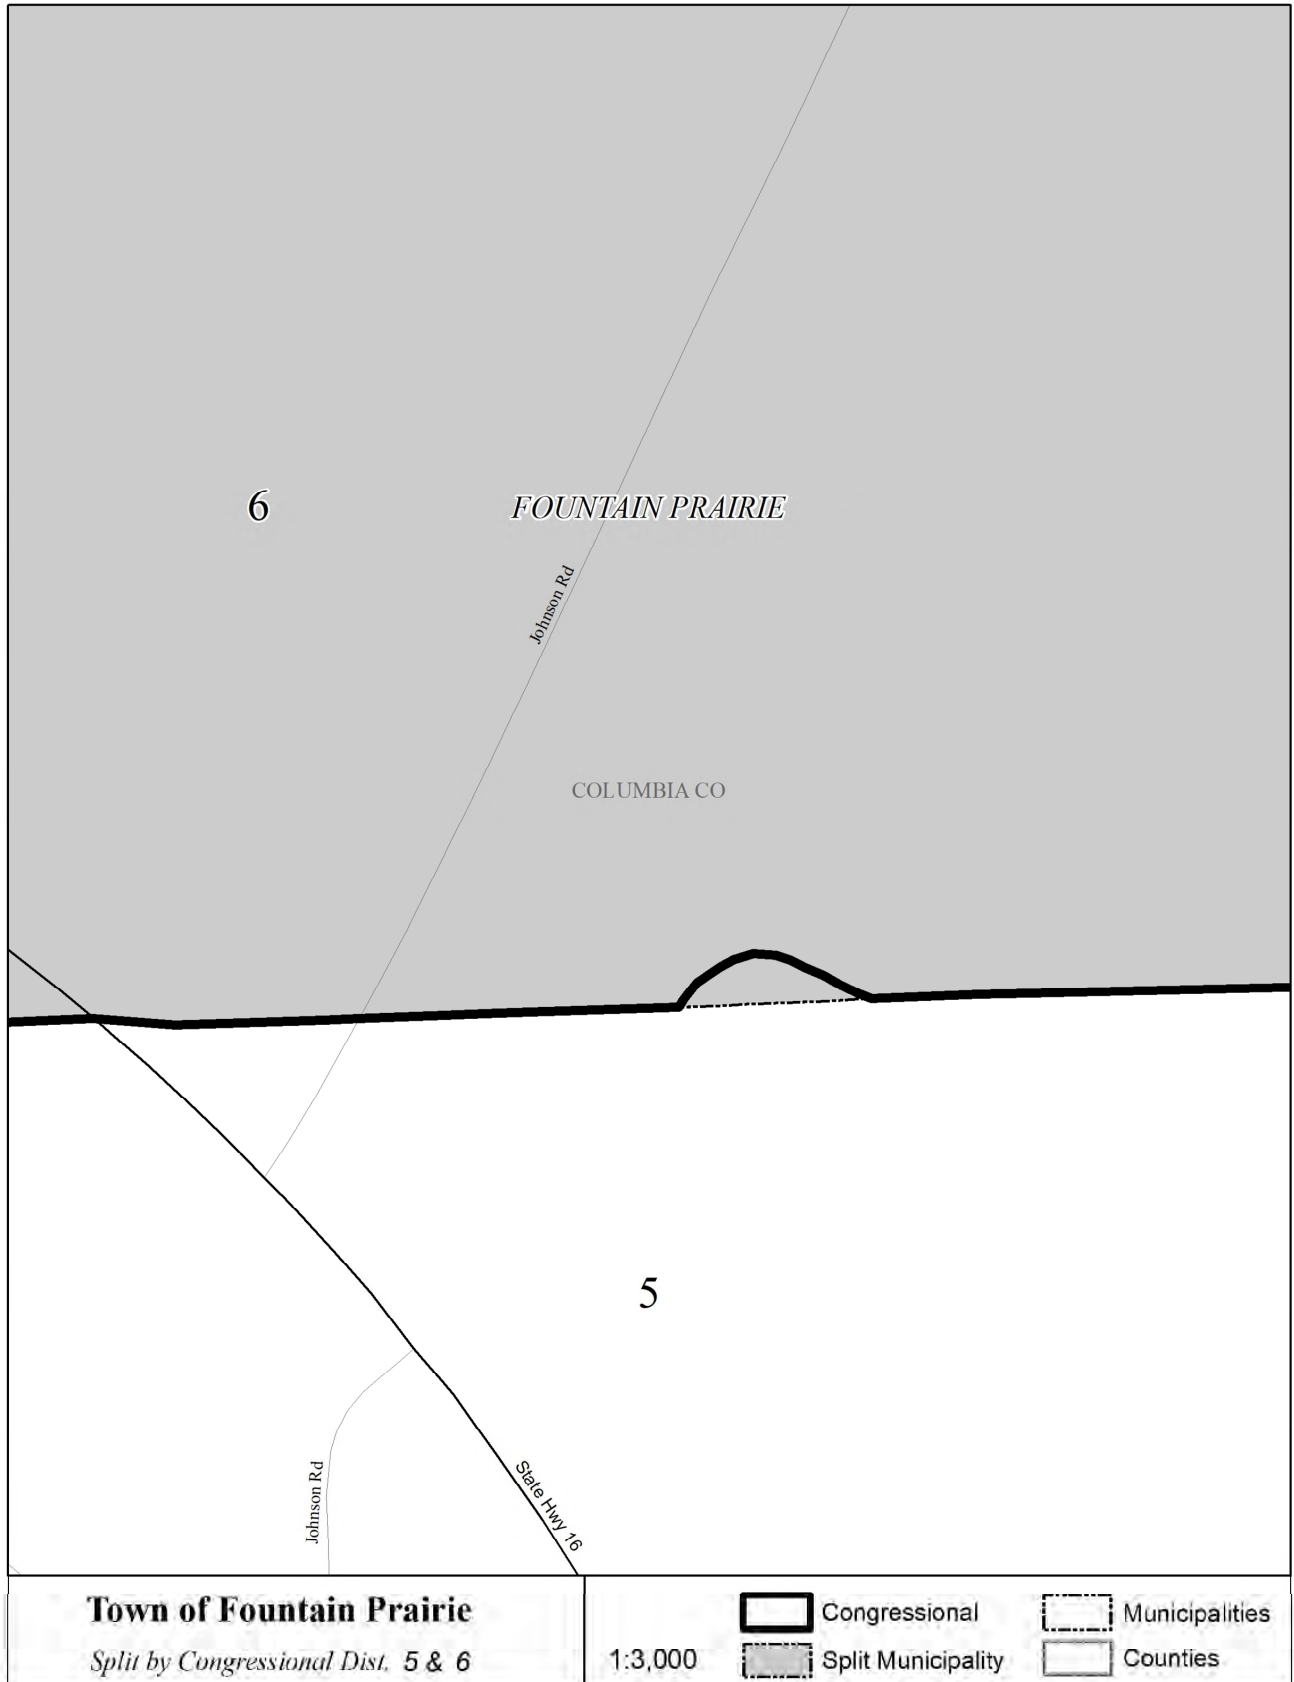 6
FOUNTAIN PRAIRIE
Johnson Rd
COLUMBIA CO
5
Johnson Rd
State Hwy 16
Town of Fountain Prairie
Split by Congressional Dist. 5 & 6
1:3,000
Congressional
Split Municipality
Municipalities
Counties